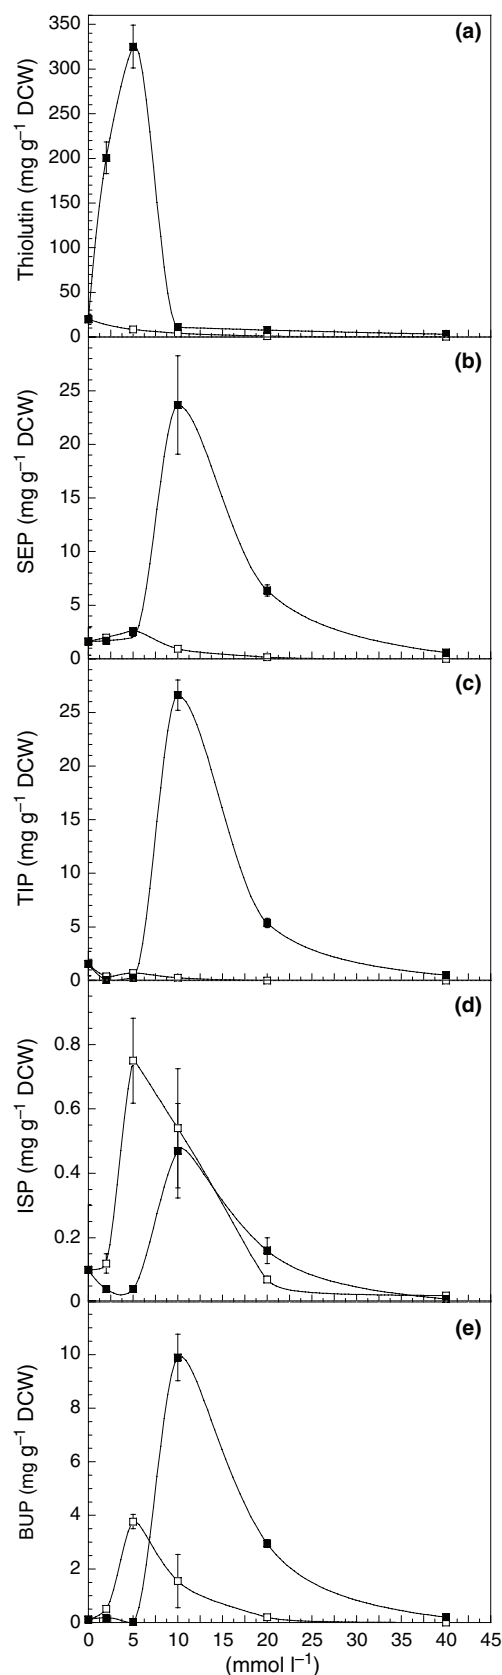 (a)
350
300
250
200
150
100
50
0
Thiolutin (mg g⁻¹ DCW)
(b)
25
20
15
10
5
0
SEP (mg g⁻¹ DCW)
(c)
25
20
15
10
5
0
TIP (mg g⁻¹ DCW)
(d)
0.8
0.6
0.4
0.2
0
ISP (mg g⁻¹ DCW)
(e)
10
8
6
4
2
0
BUP (mg g⁻¹ DCW)
0 5 10 15 20 25 30 35 40 45
(mmol l⁻¹)